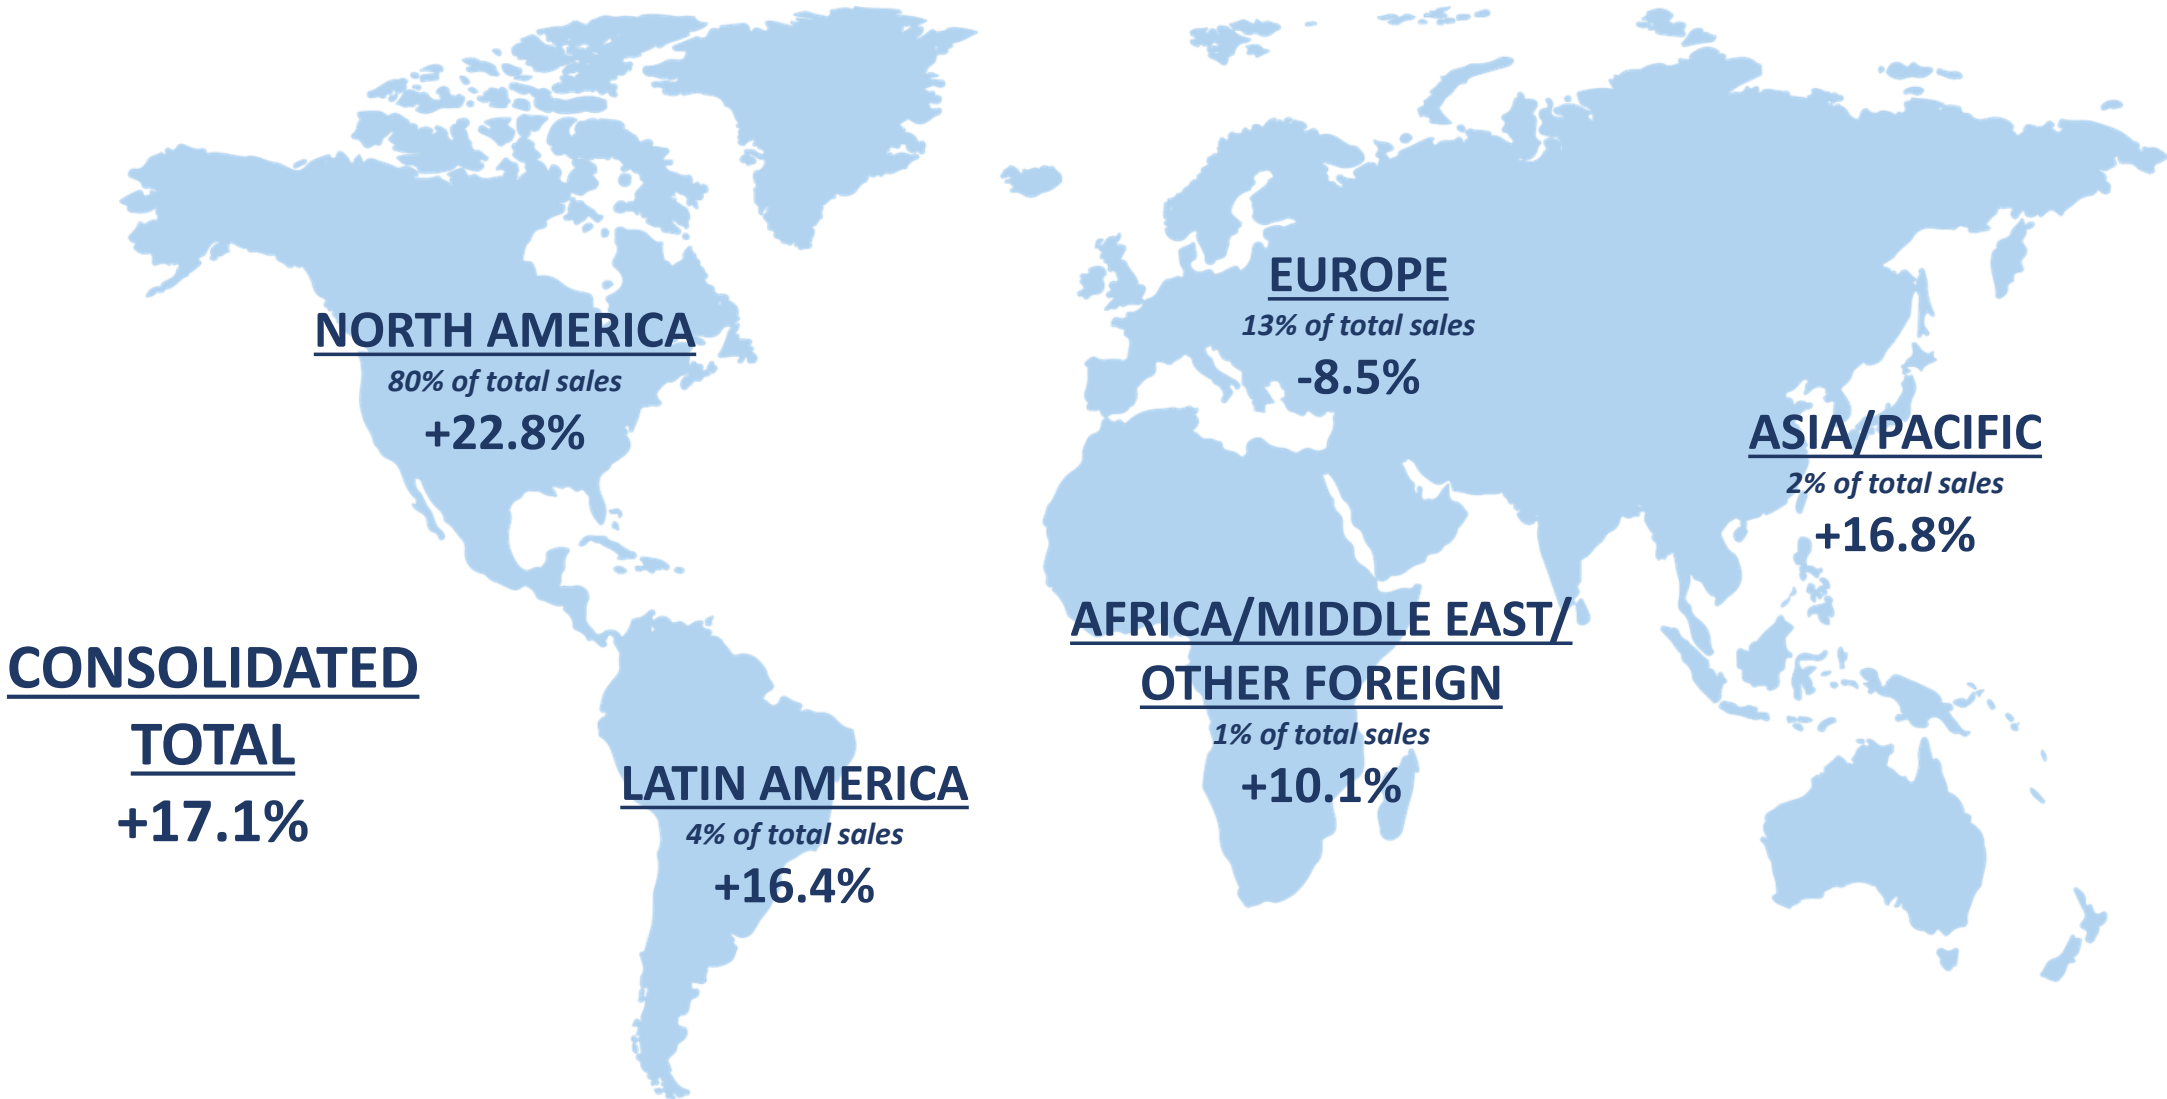 NORTH AMERICA
80% of total sales
+22.8%
EUROPE
13% of total sales
-8.5%
ASIA/PACIFIC
2% of total sales
+16.8%
AFRICA/MIDDLE EAST/
OTHER FOREIGN
1% of total sales
+10.1%
CONSOLIDATED
TOTAL
+17.1%
LATIN AMERICA
4% of total sales
+16.4%